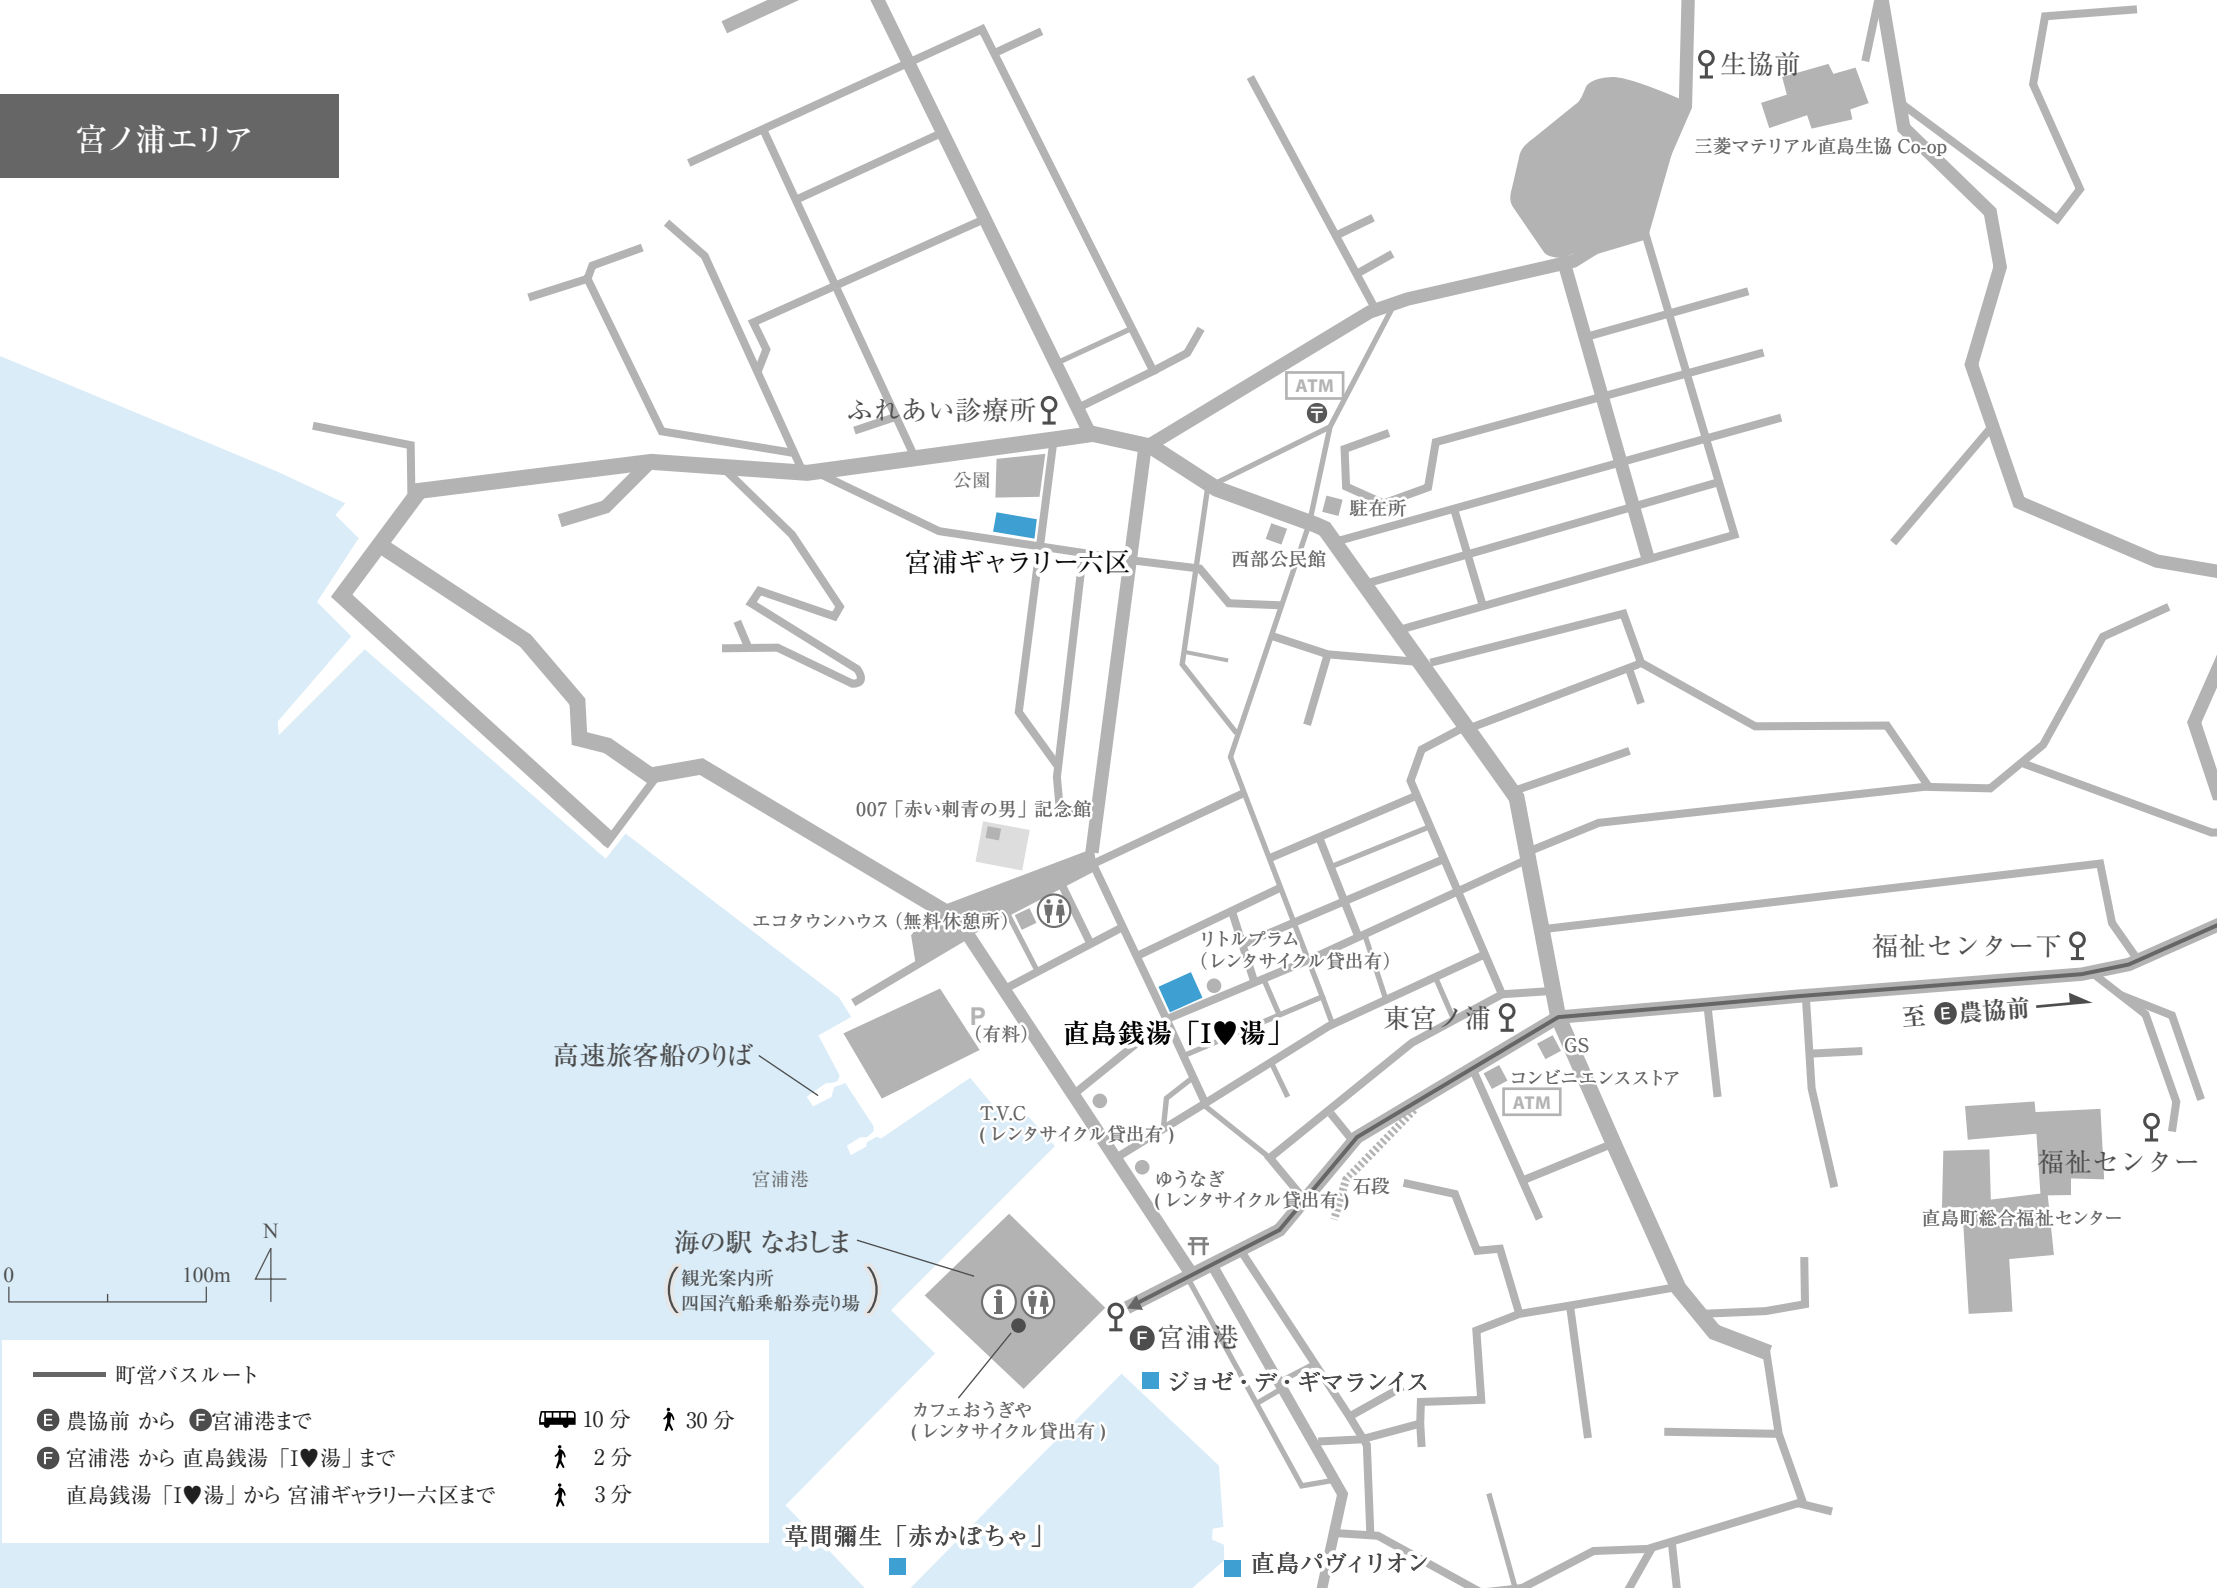 生協前
三菱マテリアル直島生協 Co-op
宮ノ浦エリア
ATM
〒
ふれあい診療所
公園
駐在所
宮浦ギャラリー六区
西部公民館
007「赤い刺青の男」記念館
エコタウンハウス（無料休憩所）
リトルプラム
（レンタサイクル貸出有）
福祉センター下
至 E 農協前
P
（有料）
直島銭湯「I♥湯」
東宮ノ浦
GS
コンビニエンスストア
ATM
高速旅客船のりば
T.V.C
( レンタサイクル貸出有 )
福祉センター
宮浦港
ゆうなぎ
( レンタサイクル貸出有 )
石段
直島町総合福祉センター
海の駅 なおしま
(観光案内所
四国汽船乗船券売り場)
i
N
0 100m
F 宮浦港
ジョゼ・デ・ギマランイス
カフェおうぎや
( レンタサイクル貸出有 )
町営バスルート
E 農協前 から F 宮浦港まで 10 分 30 分
F 宮浦港 から 直島銭湯「I♥湯」まで 2 分
直島銭湯「I♥湯」から 宮浦ギャラリー六区まで 3 分
草間彌生「赤かぼちゃ」
直島パヴィリオン